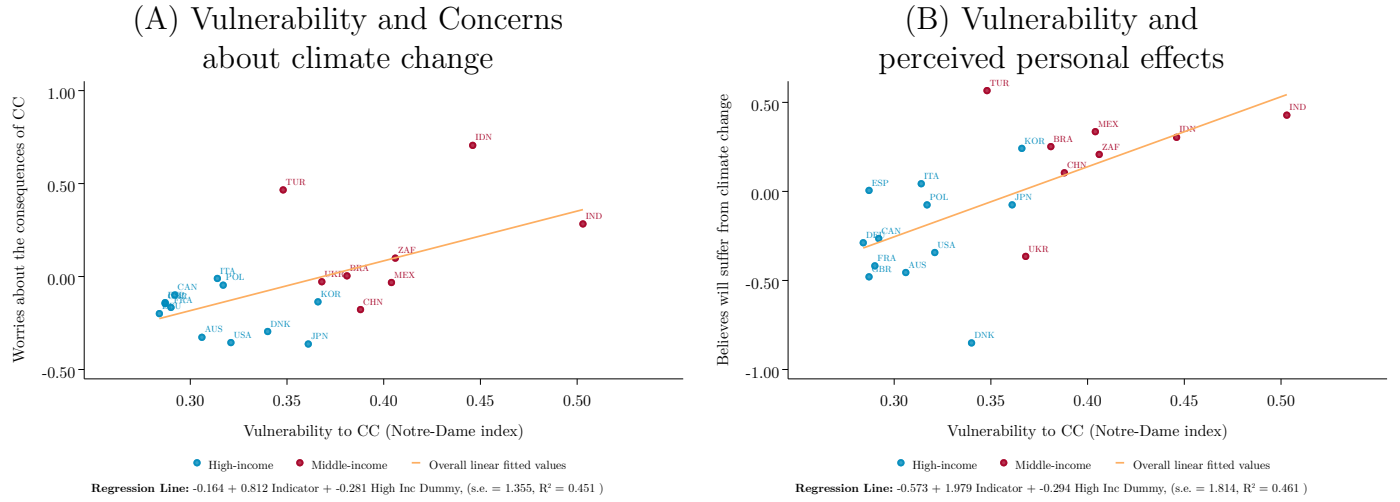 (A) Vulnerability and Concerns
about climate change
Worries about the consequences of CC
1.00
0.50
0.00
-0.50
IDN
TUR
IND
ZAF
UKR
BRA
MEX
CHN
ITA
POL
CAN
FRA
KOR
AUS
USA
DNK
JPN
0.30
0.35
0.40
0.45
0.50
Vulnerability to CC (Notre-Dame index)
High-income
Middle-income
Overall linear fitted values
Regression Line: -0.164 + 0.812 Indicator + -0.281 High Inc Dummy, (s.e. = 1.355, R² = 0.451 )
(B) Vulnerability and
perceived personal effects
Believes will suffer from climate change
0.50
0.00
-0.50
-1.00
TUR
IND
MEX
IDN
BRA
KOR
ZAF
CHN
ITA
ESP
POL
JPN
DEU
CAN
USA
UKR
FRA
GBR
AUS
DNK
0.30
0.35
0.40
0.45
0.50
Vulnerability to CC (Notre-Dame index)
High-income
Middle-income
Overall linear fitted values
Regression Line: -0.573 + 1.979 Indicator + -0.294 High Inc Dummy, (s.e. = 1.814, R² = 0.461 )